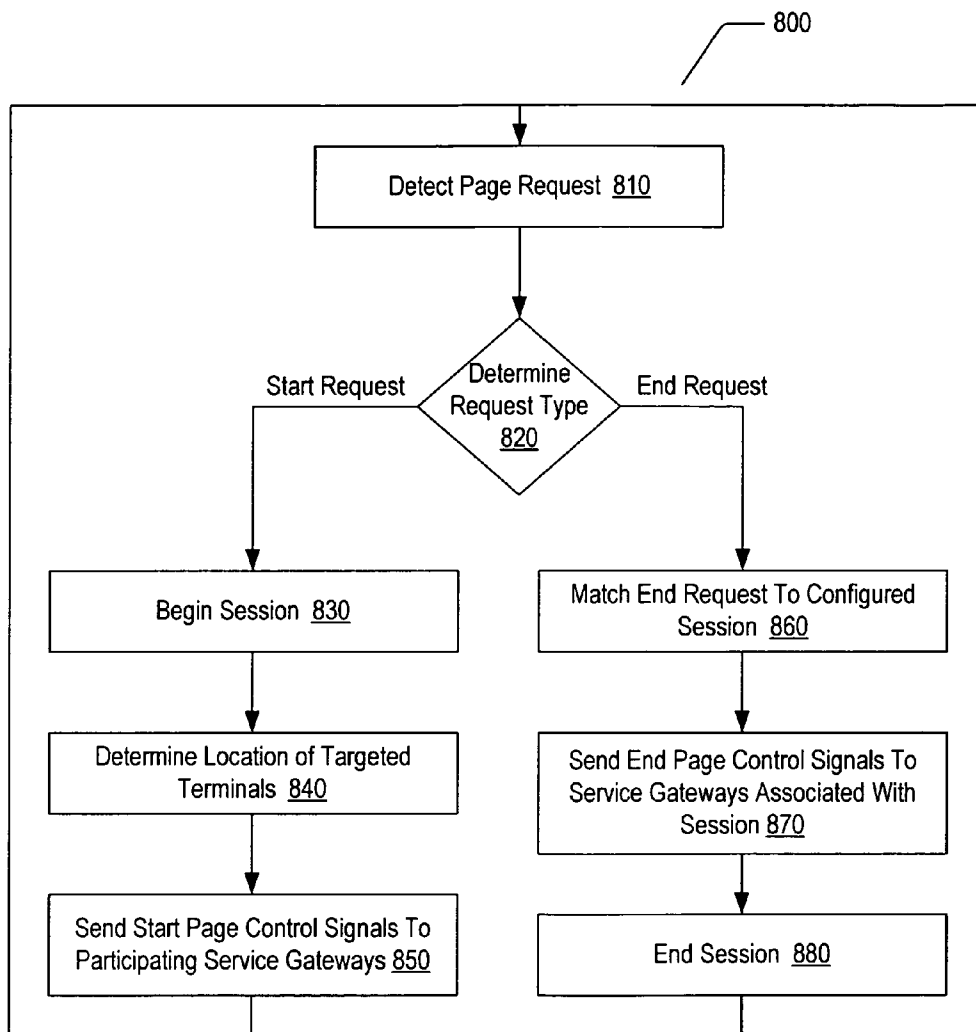 800
Detect Page Request 810
Start Request
Determine
Request Type
820
End Request
Begin Session 830
Match End Request To Configured
Session 860
Determine Location of Targeted
Terminals 840
Send End Page Control Signals To
Service Gateways Associated With
Session 870
Send Start Page Control Signals To
Participating Service Gateways 850
End Session 880